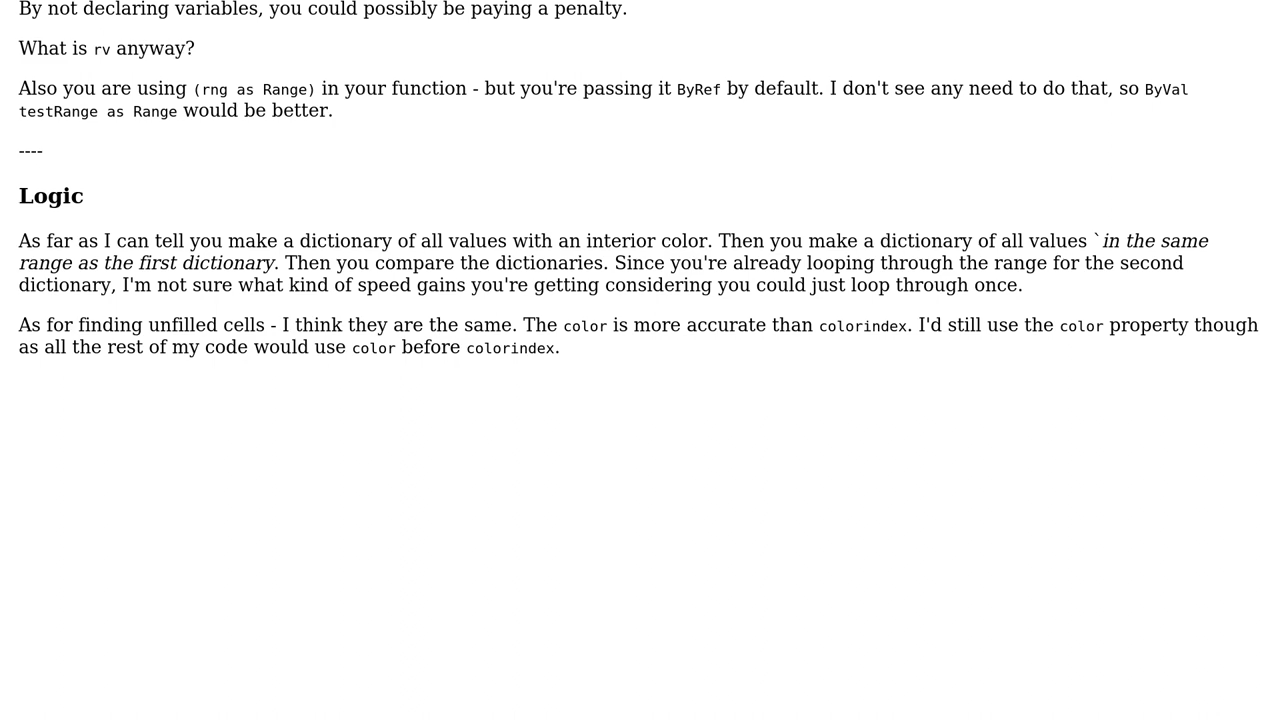 By not declaring variables, you could possibly be paying a penalty.
What is rv anyway?
Also you are using (rng as Range) in your function - but you're passing it ByRef by default. I don't see any need to do that, so ByVal
testRange as Range would be better.
----
Logic
As far as I can tell you make a dictionary of all values with an interior color. Then you make a dictionary of all values `in the same
range as the first dictionary. Then you compare the dictionaries. Since you're already looping through the range for the second
dictionary, I'm not sure what kind of speed gains you're getting considering you could just loop through once.
As for finding unfilled cells - I think they are the same. The color is more accurate than colorindex. I'd still use the color property though
as all the rest of my code would use color before colorindex.